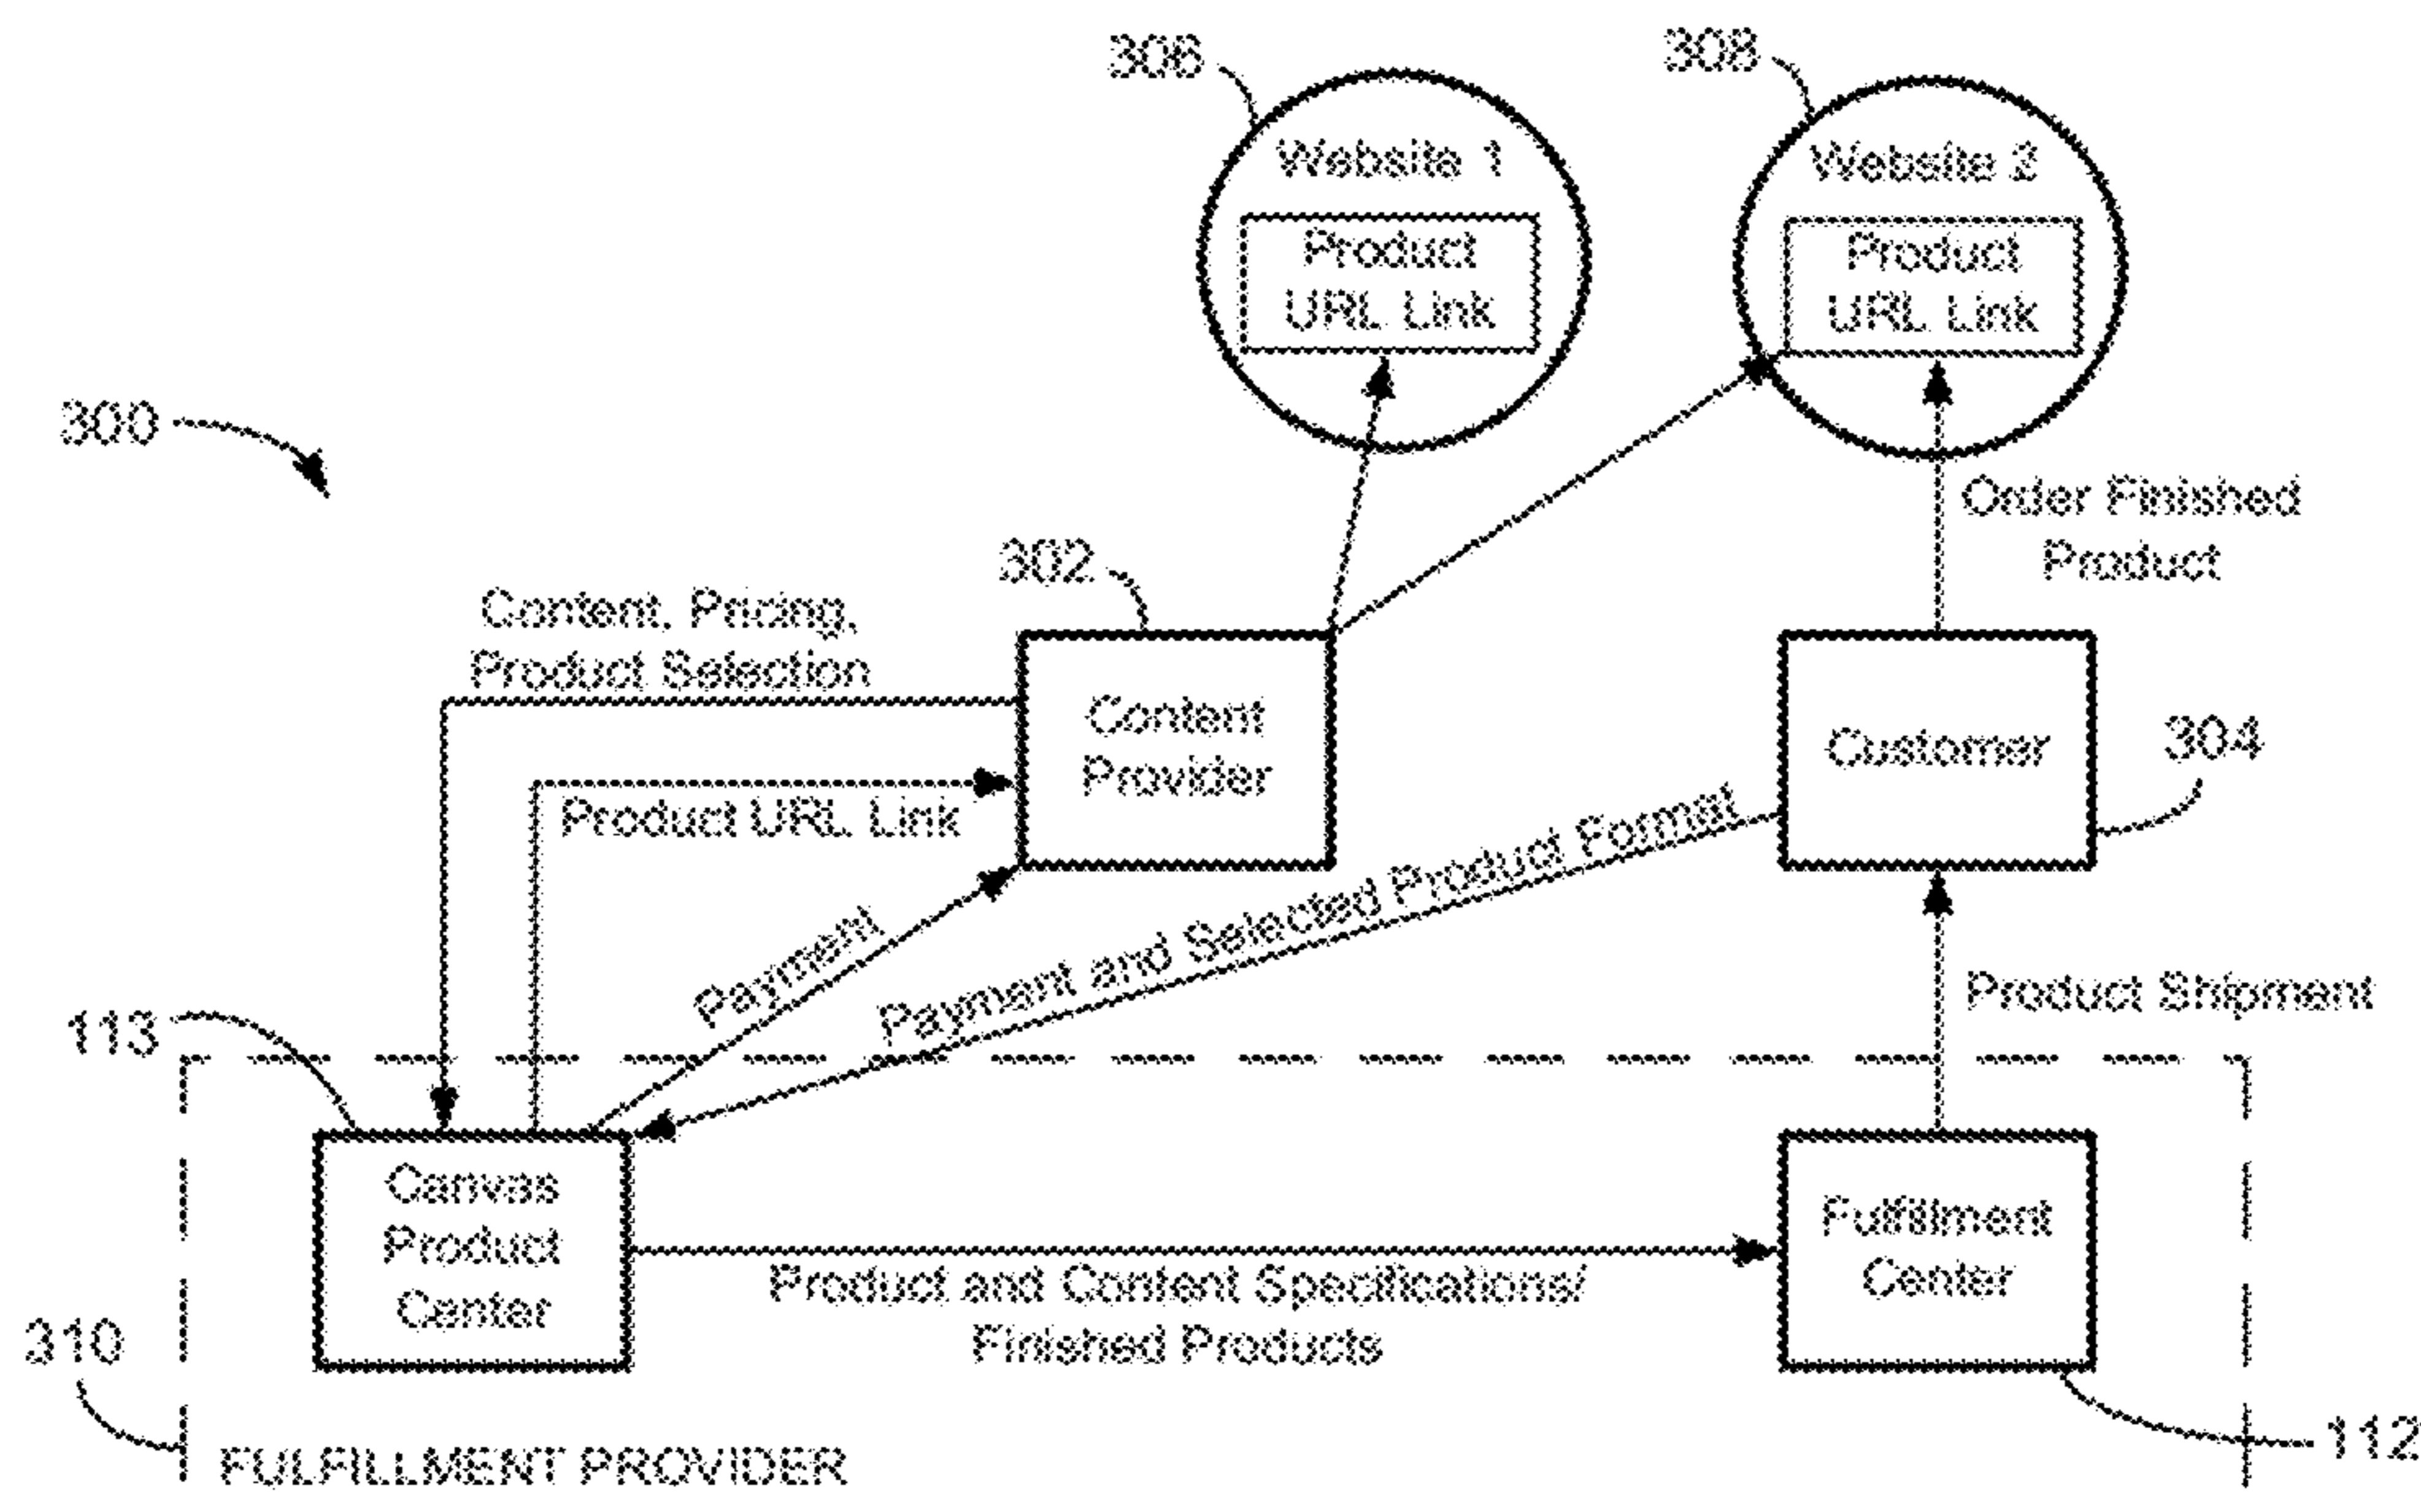 306
308
Website 1
Website 2
Product
URL Link
Product
URL Link
300
Order Finished
Product
302
Content, Pricing,
Product Selection
Content
Provider
Customer
304
Product URL Link
Payment
Payment and Selected Product Format
Product Shipment
113
Canvas
Product
Center
Fulfillment
Center
Product and Content Specifications/
Finished Products
310
112
FULFILLMENT PROVIDER